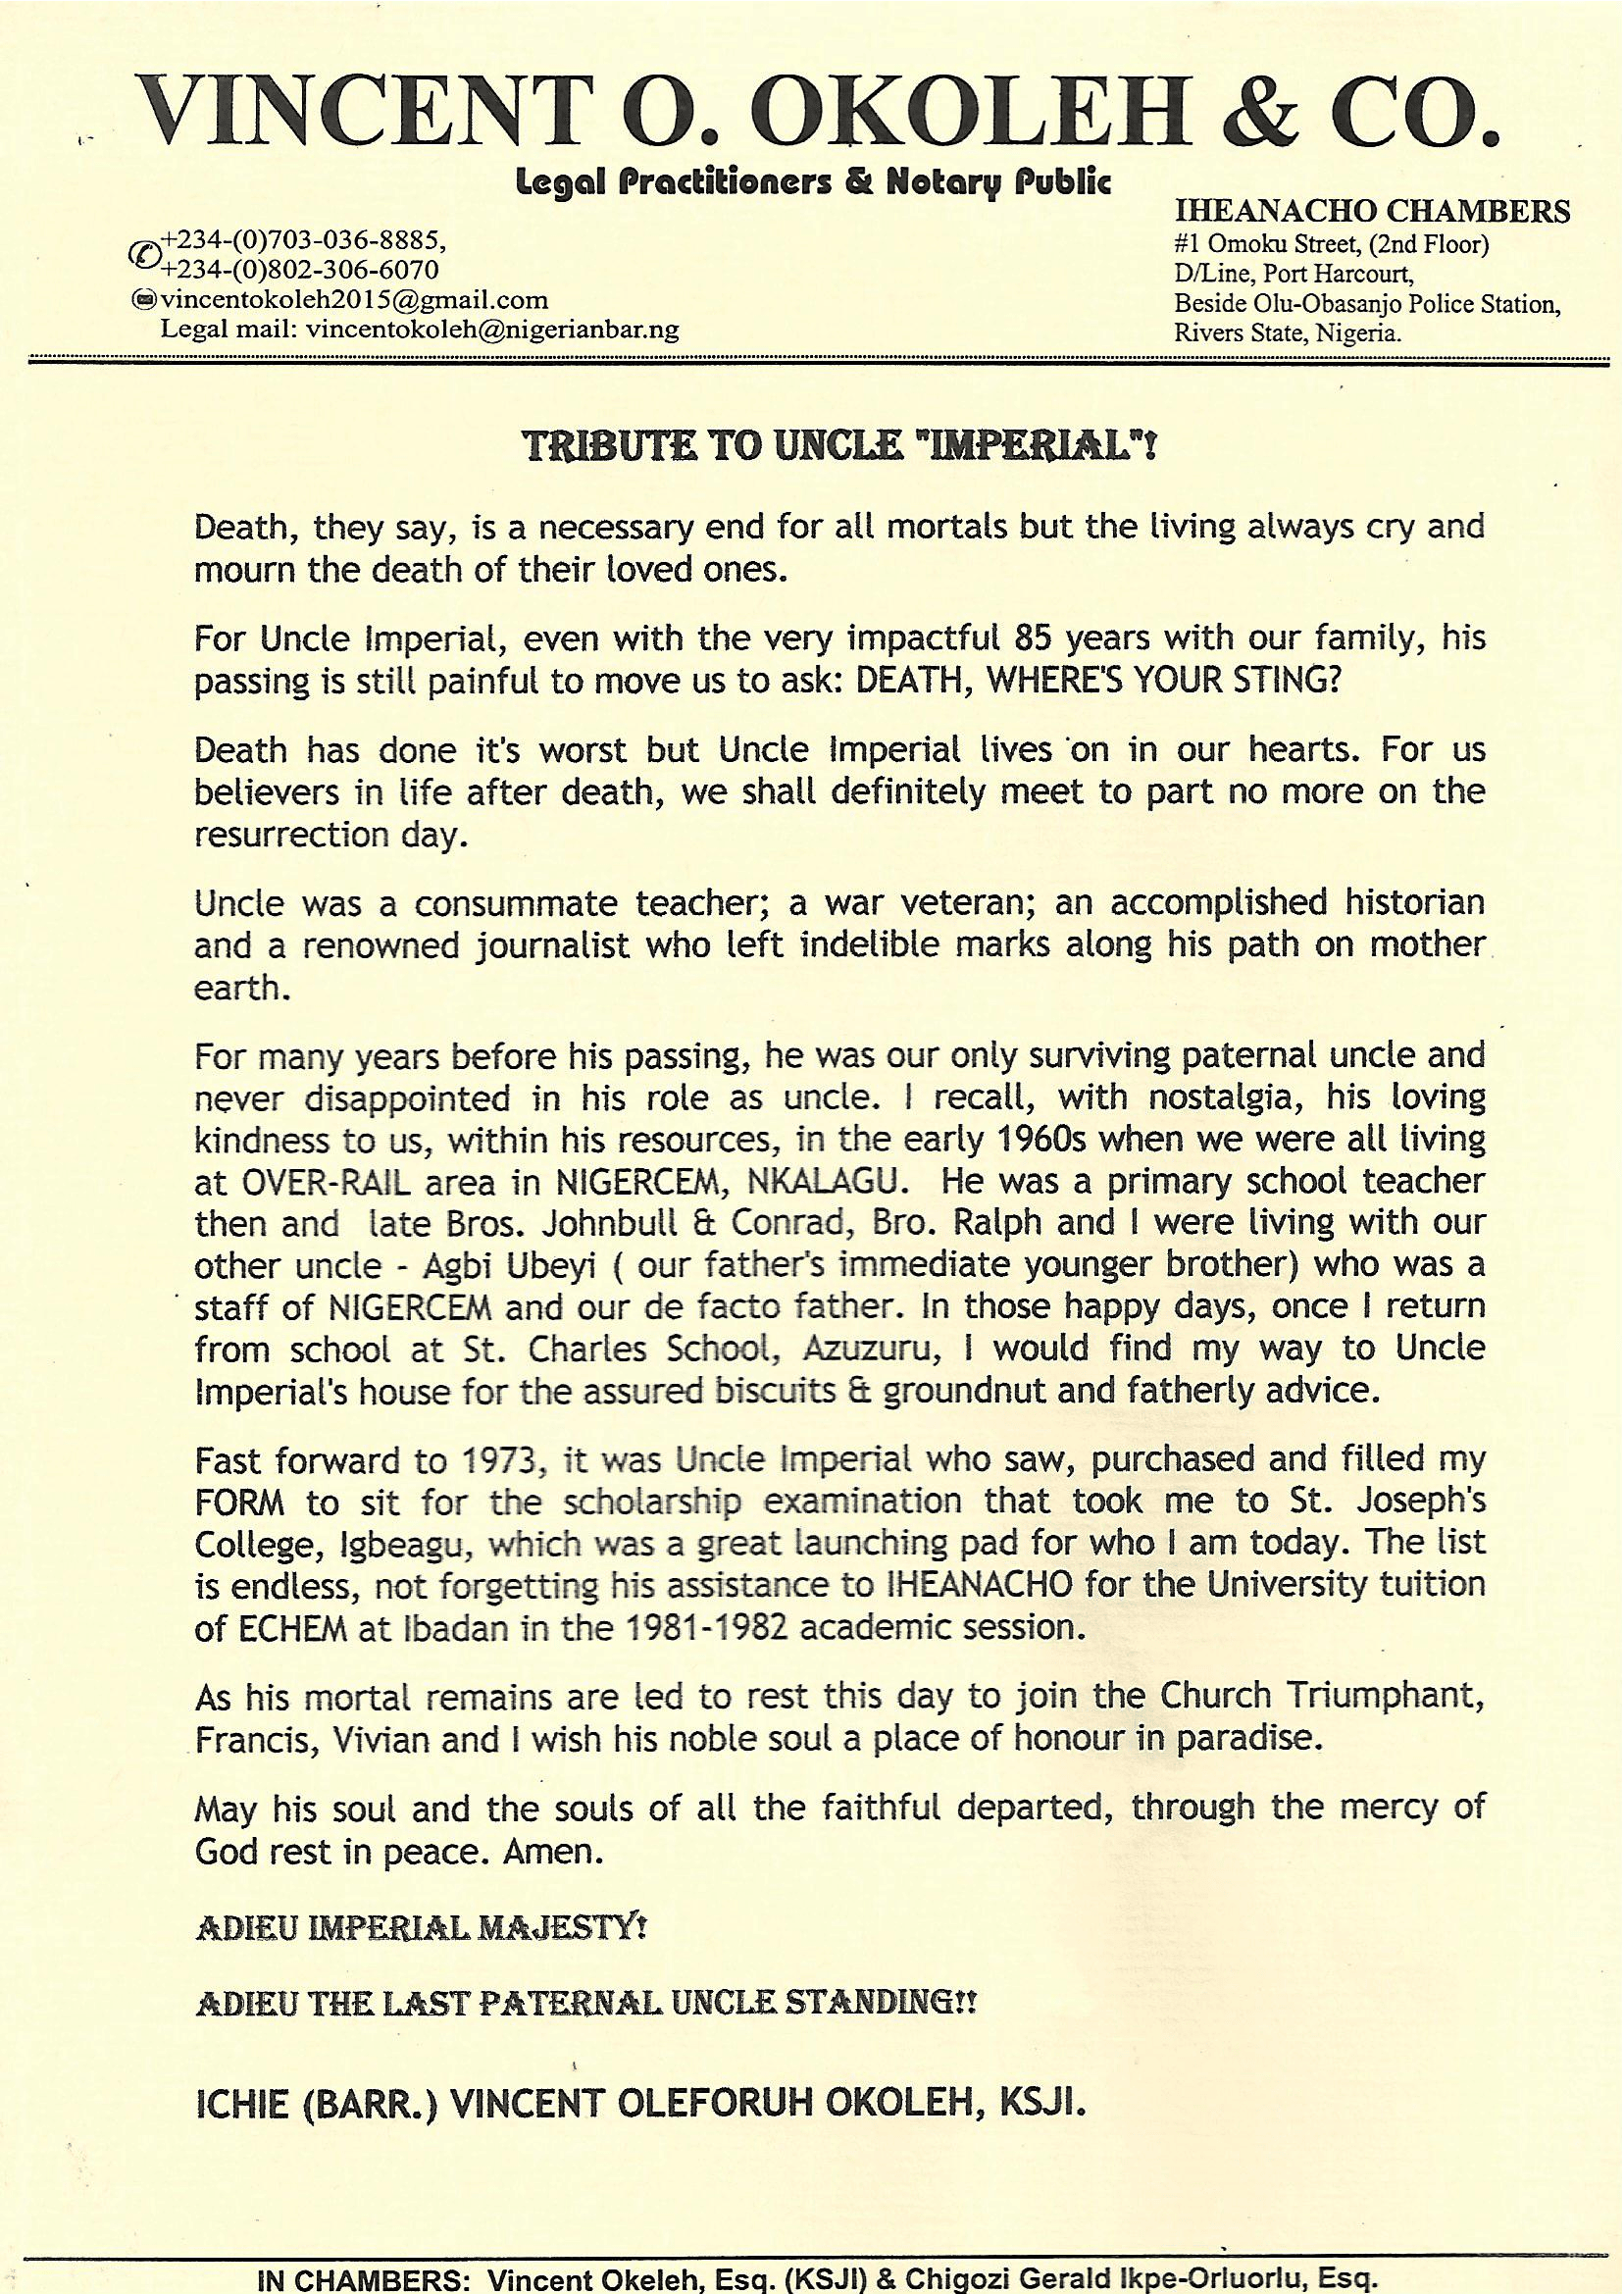 VINCENT O. OKOLEH & CO.
Legal Practitioners & Notary Public
+234-(0)703-036-8885,
+234-(0)802-306-6070
vincentokoleh2015@gmail.com
Legal mail: vincentokoleh@nigerianbar.ng
IHEANACHO CHAMBERS
#1 Omoku Street, (2nd Floor)
D/Line, Port Harcourt,
Beside Olu-Obasanjo Police Station,
Rivers State, Nigeria.
TRIBUTE TO UNCLE "IMPERIAL"!
Death, they say, is a necessary end for all mortals but the living always cry and
mourn the death of their loved ones.
For Uncle Imperial, even with the very impactful 85 years with our family, his
passing is still painful to move us to ask: DEATH, WHERE'S YOUR STING?
Death has done it's worst but Uncle Imperial lives on in our hearts. For us
believers in life after death, we shall definitely meet to part no more on the
resurrection day.
Uncle was a consummate teacher; a war veteran; an accomplished historian
and a renowned journalist who left indelible marks along his path on mother
earth.
For many years before his passing, he was our only surviving paternal uncle and
never disappointed in his role as uncle. I recall, with nostalgia, his loving
kindness to us, within his resources, in the early 1960s when we were all living
at OVER-RAIL area in NIGERCEM, NKALAGU. He was a primary school teacher
then and late Bros. Johnbull & Conrad, Bro. Ralph and I were living with our
other uncle - Agbi Ubeyi ( our father's immediate younger brother) who was a
staff of NIGERCEM and our de facto father. In those happy days, once I return
from school at St. Charles School, Azuzuru, I would find my way to Uncle
Imperial's house for the assured biscuits & groundnut and fatherly advice.
Fast forward to 1973, it was Uncle Imperial who saw, purchased and filled my
FORM to sit for the scholarship examination that took me to St. Joseph's
College, Igbeagu, which was a great launching pad for who I am today. The list
is endless, not forgetting his assistance to IHEANACHO for the University tuition
of ECHEM at Ibadan in the 1981-1982 academic session.
As his mortal remains are led to rest this day to join the Church Triumphant,
Francis, Vivian and I wish his noble soul a place of honour in paradise.
May his soul and the souls of all the faithful departed, through the mercy of
God rest in peace. Amen.
ADIEU IMPERIAL MAJESTY!
ADIEU THE LAST PATERNAL UNCLE STANDING!!
ICHIE (BARR.) VINCENT OLEFORUH OKOLEH, KSJI.
IN CHAMBERS: Vincent Okeleh, Esq. (KSJI) & Chigozi Gerald Ikpe-Orluorlu, Esq.